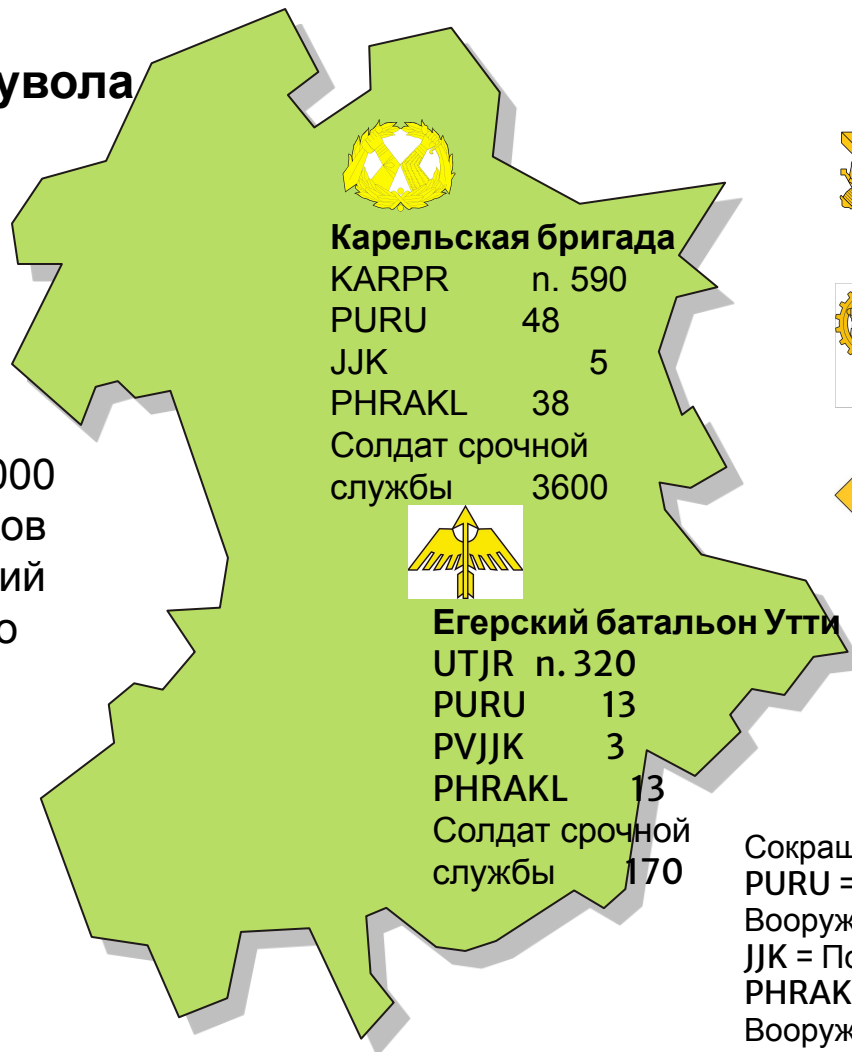 увола
Карельская бригада
KARPR n. 590
PURU 48
JJK 5
PHRAKL 38
Солдат срочной
службы 3600
000
ов
ий
о
Егерский батальон Утти
UTJR n. 320
PURU 13
PVJJK 3
PHRAKL 13
Солдат срочной
службы 170
Сокращ
PURU =
Вооруж
JJK = По
PHRAK
Вооруж